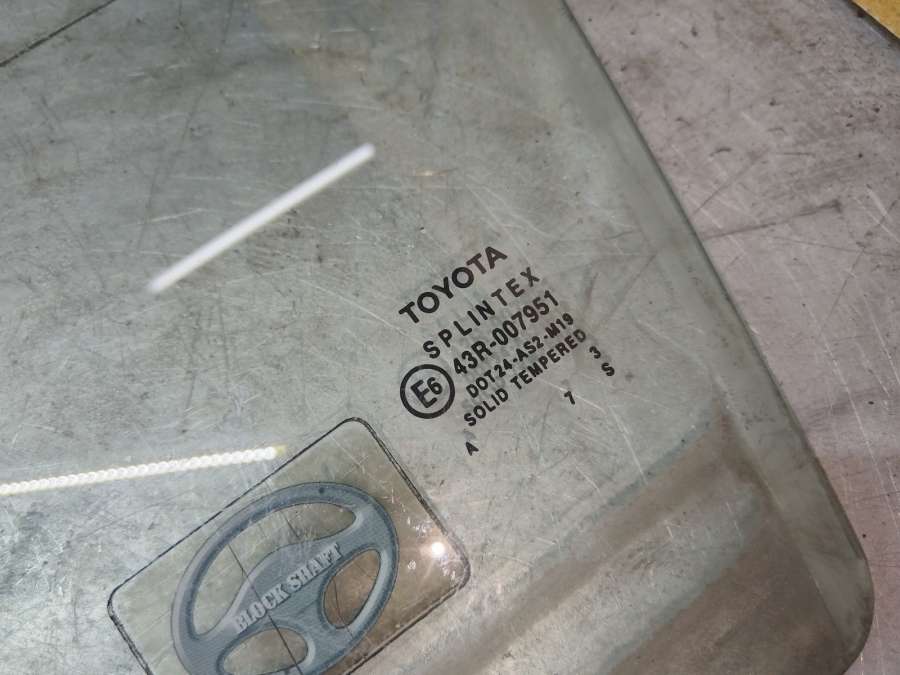 TOYOTA
SPLINTEX
E6 43R-007951
DOT24-AS2-M19
SOLID TEMPERED
A 7 3
S
BLOCK SHAFT